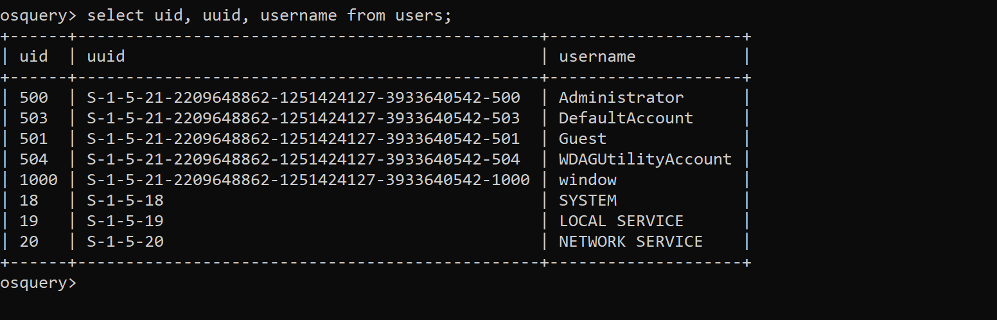 osquery> select uid, uuid, username from users;
+------+-----------------------------------------------+--------------------+
| uid  | uuid                                          | username           |
+------+-----------------------------------------------+--------------------+
| 500  | S-1-5-21-2209648862-1251424127-3933640542-500  | Administrator      |
| 503  | S-1-5-21-2209648862-1251424127-3933640542-503  | DefaultAccount     |
| 501  | S-1-5-21-2209648862-1251424127-3933640542-501  | Guest              |
| 504  | S-1-5-21-2209648862-1251424127-3933640542-504  | WDAGUtilityAccount |
| 1000 | S-1-5-21-2209648862-1251424127-3933640542-1000 | window             |
| 18   | S-1-5-18                                       | SYSTEM             |
| 19   | S-1-5-19                                       | LOCAL SERVICE      |
| 20   | S-1-5-20                                       | NETWORK SERVICE    |
+------+------------------------------------------------+--------------------+
osquery>